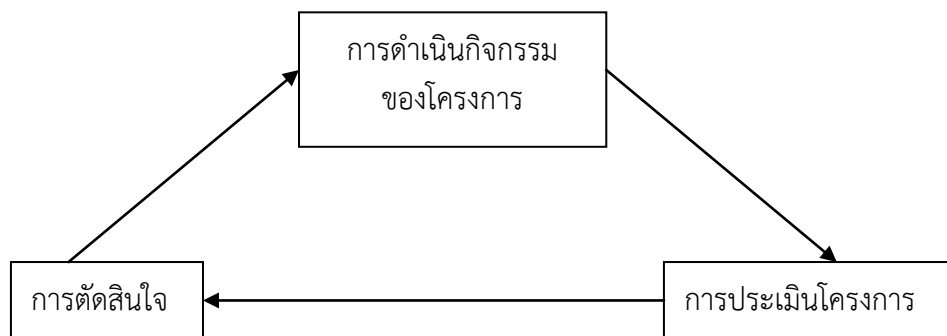 การดำเนินกิจกรรม
ของโครงการ
การตัดสินใจ
การประเมินโครงการ